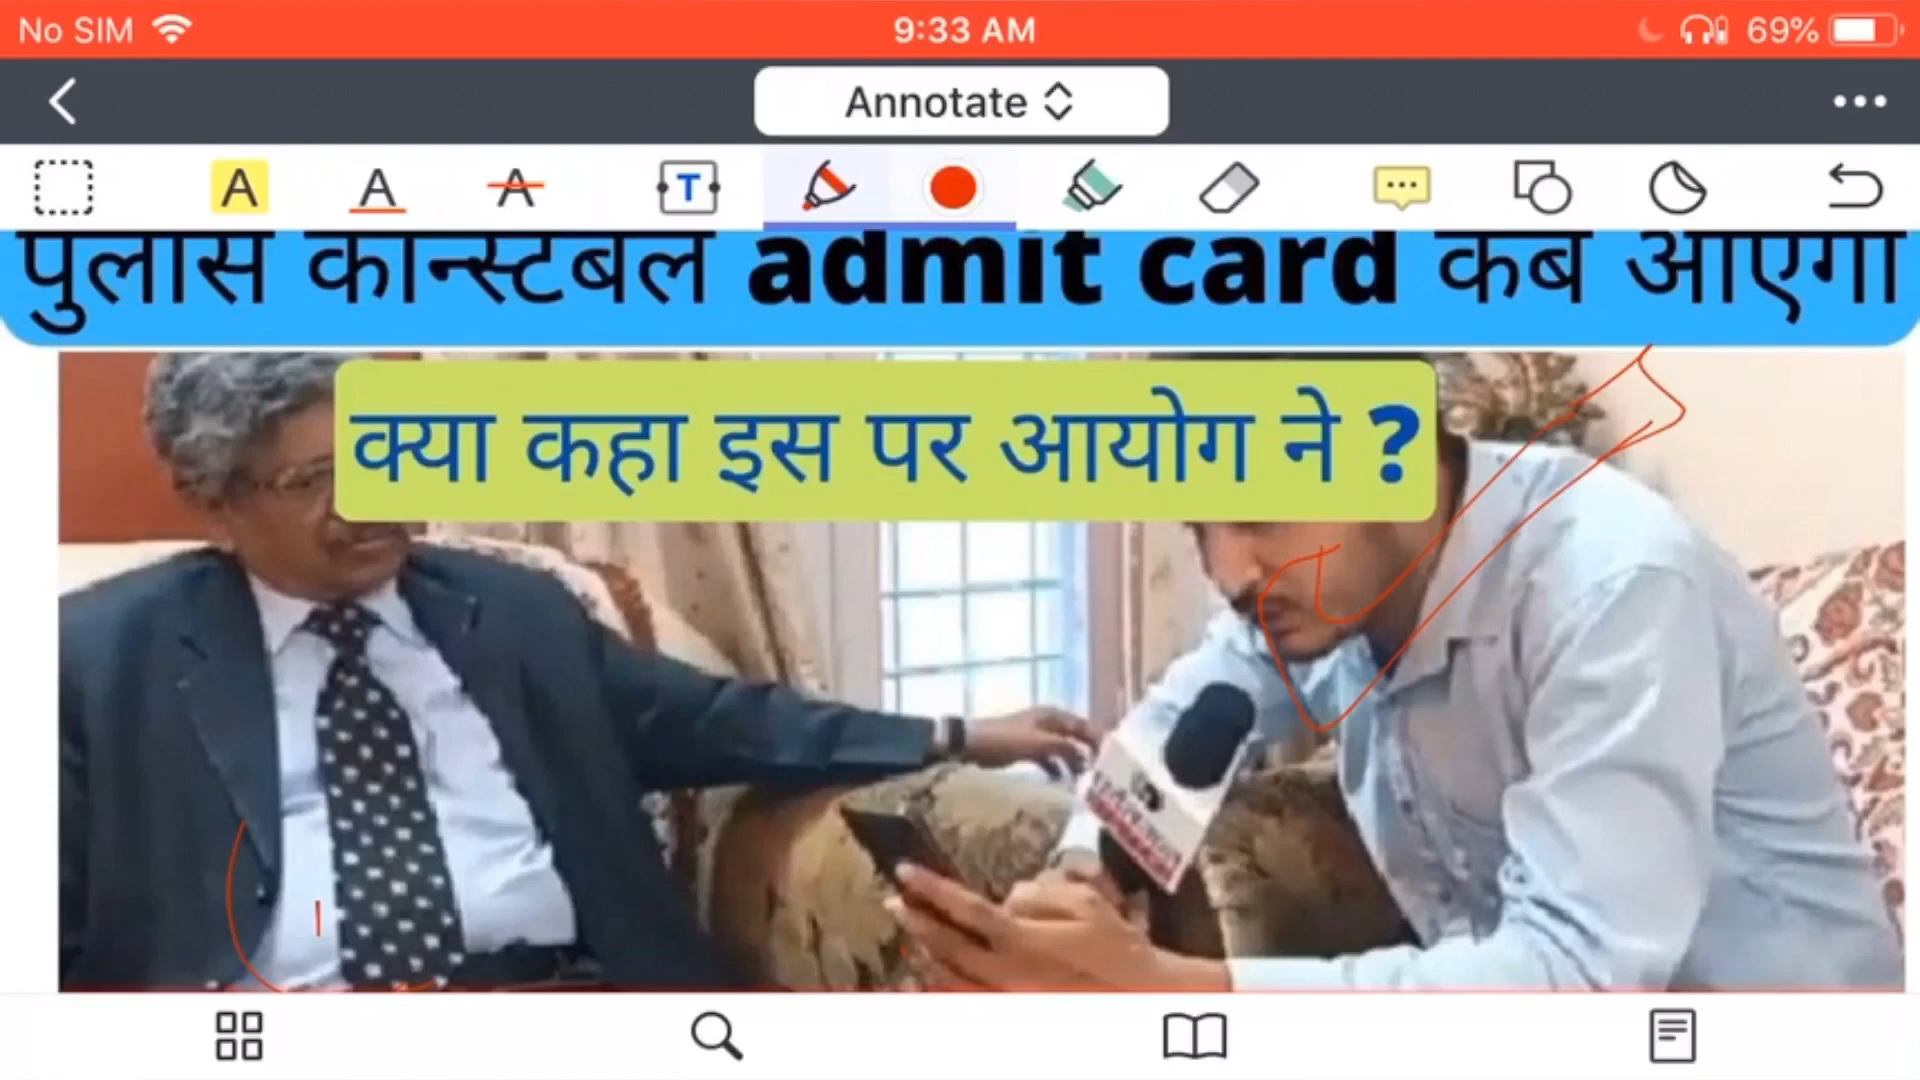 No SIM 9:33 AM 69%
Annotate
A A A T
पुलिस कॉन्स्टेबल admit card कब आएगा
क्या कहा इस पर आयोग ने ?